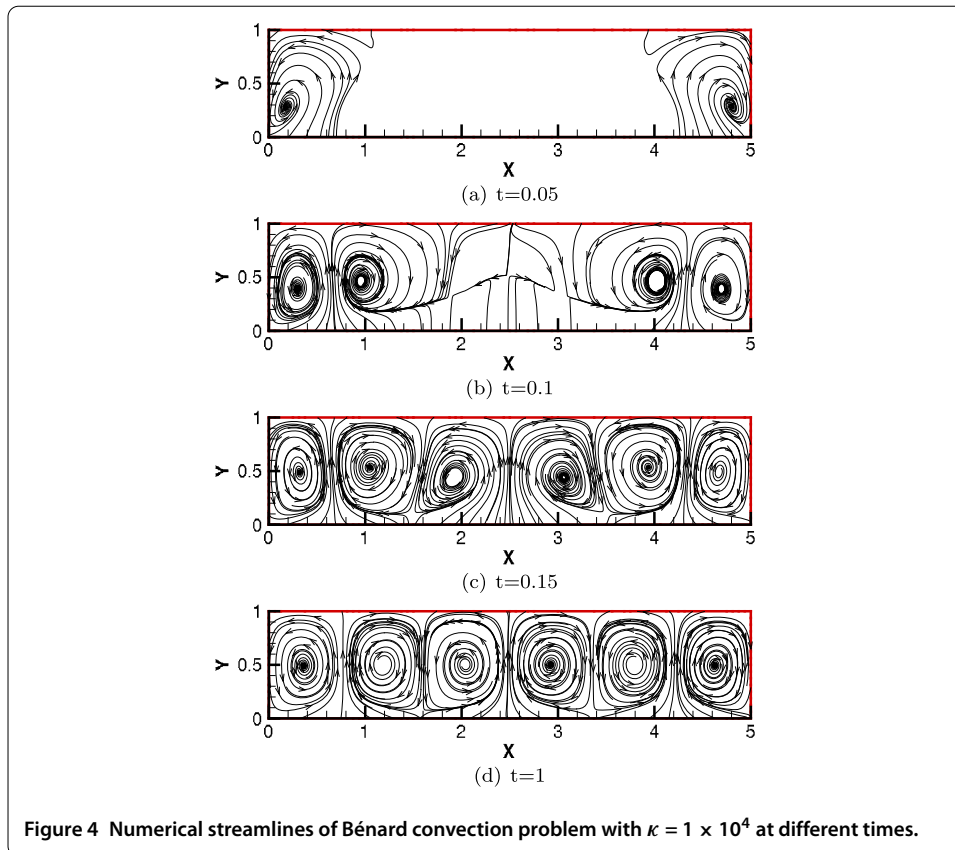 1
Y 0.5
0
0 1 2 3 4 5
X
(a) t=0.05
1
Y 0.5
0
0 1 2 3 4 5
X
(b) t=0.1
1
Y 0.5
0
0 1 2 3 4 5
X
(c) t=0.15
1
Y 0.5
0
0 1 2 3 4 5
X
(d) t=1
Figure 4 Numerical streamlines of Bénard convection problem with κ = 1 × 10⁴ at different times.